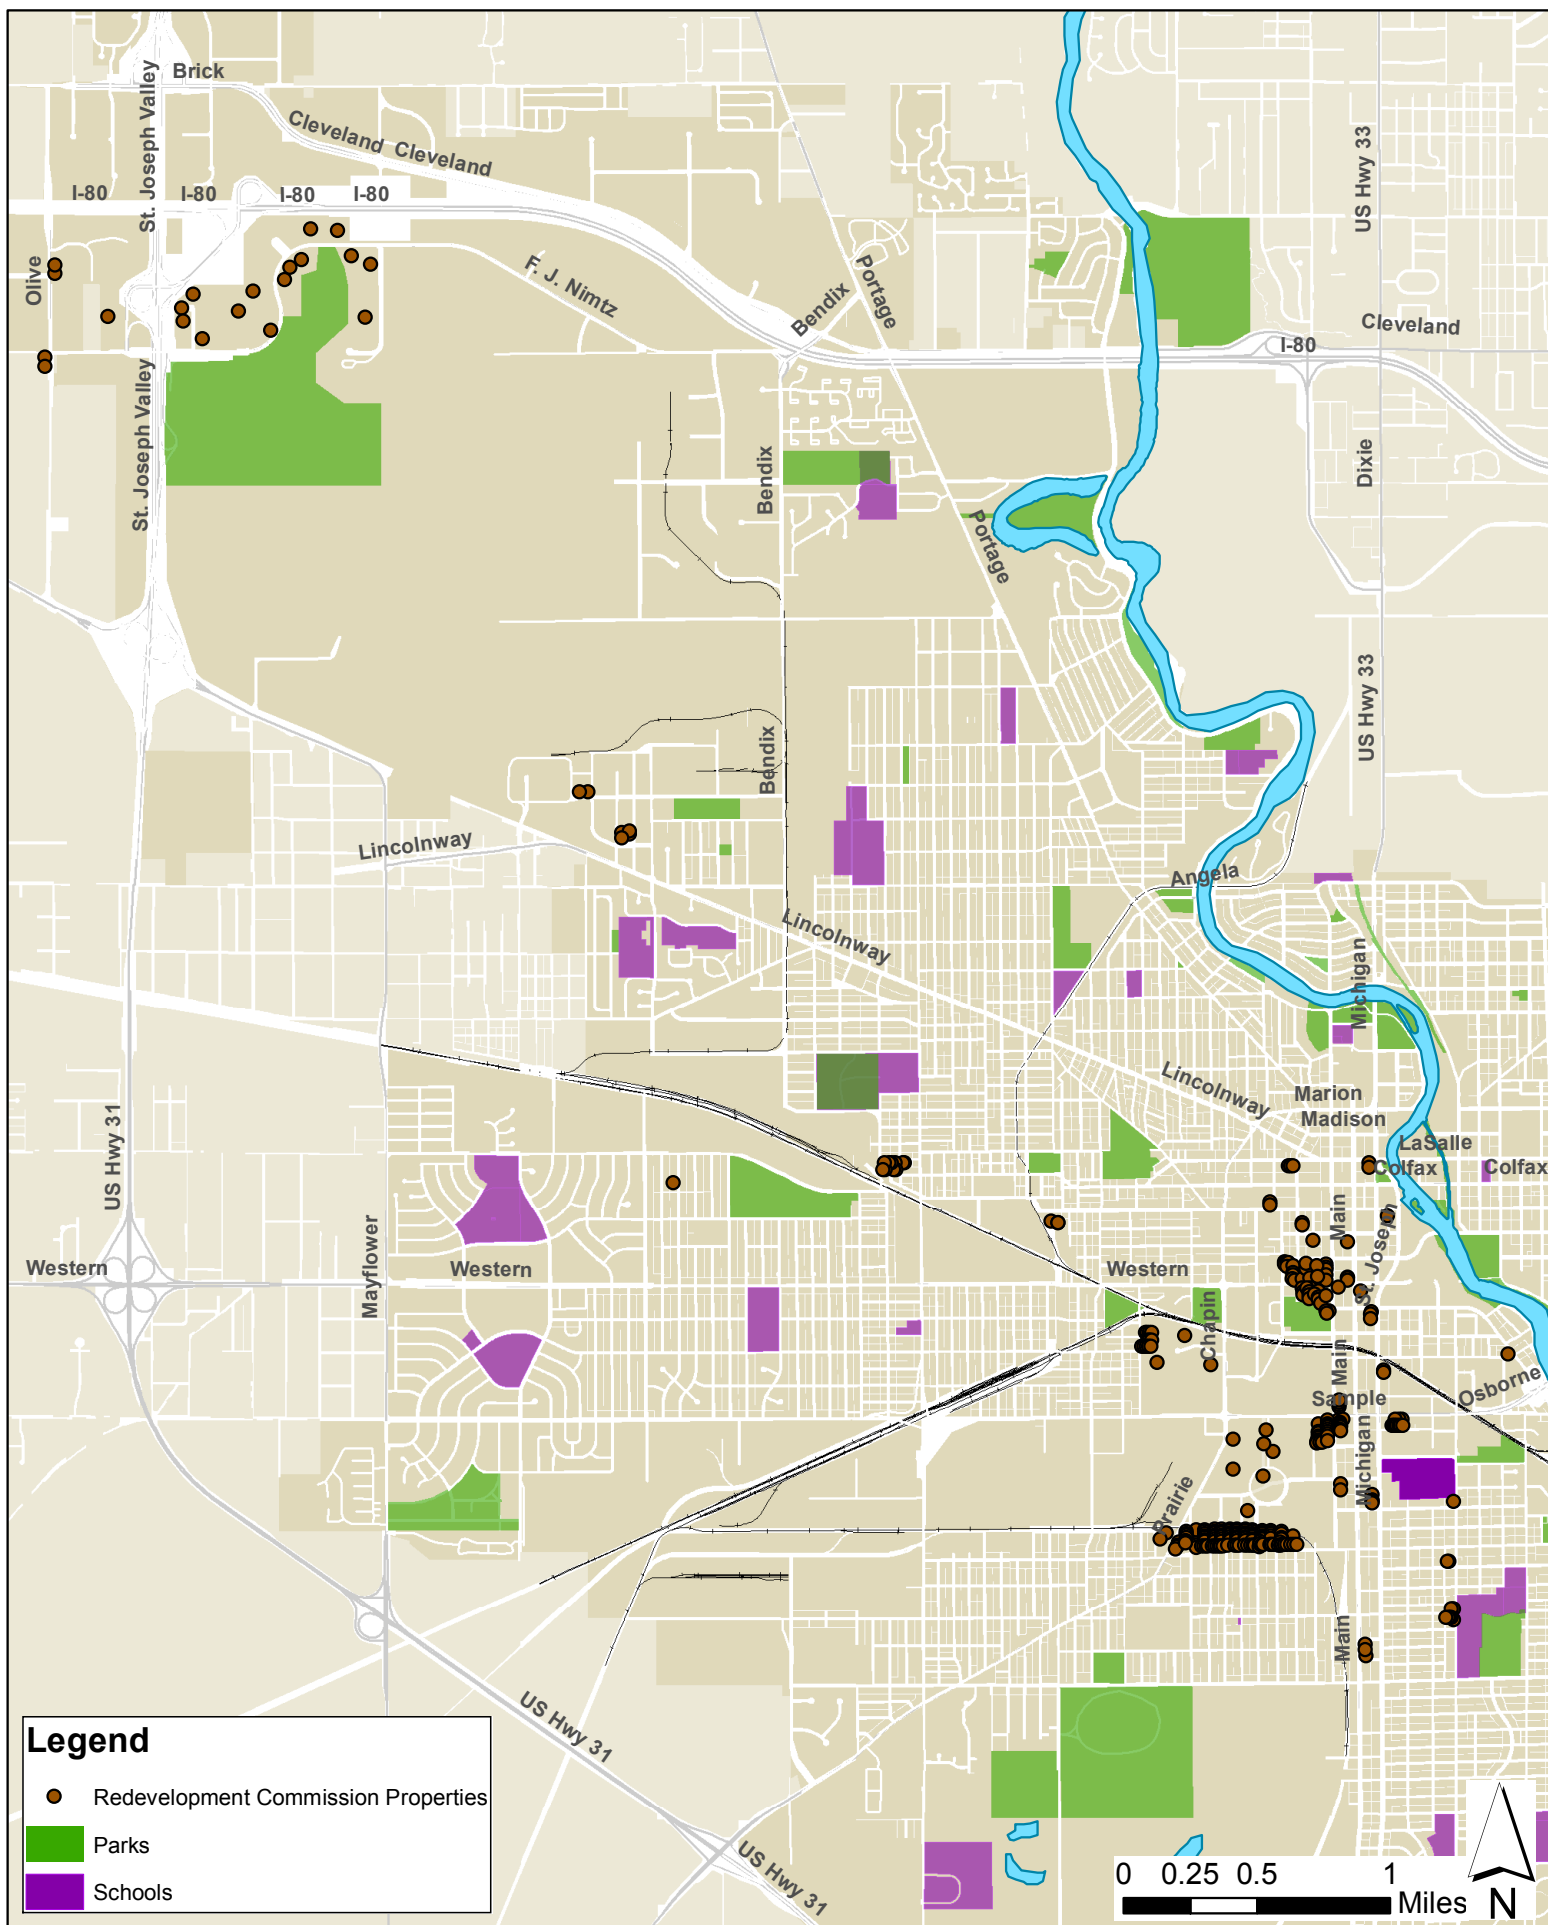 Brick
St. Joseph Valley
Cleveland Cleveland
US Hwy 33
I-80 I-80 I-80 I-80
Olive
F. J. Nimtz
Portage
Bendix
Cleveland
I-80
St. Joseph Valley
Bendix
Dixie
Portage
US Hwy 33
Bendix
Lincolnway
Angela
Lincolnway
Michigan
Lincolnway
Marion
Madison
US Hwy 31
LaSalle
Colfax
Colfax
Mayflower
Main
St. Joseph
Western
Western
Western
Chapin
Main
Sample
Osborne
Michigan
Prairie
Main
US Hwy 31
US Hwy 31
Legend
Redevelopment Commission Properties
Parks
Schools
0 0.25 0.5 1
Miles
N